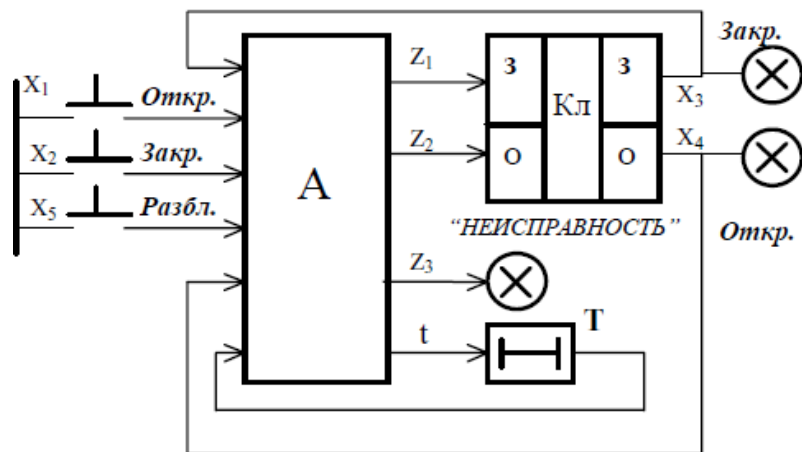 Закр.
Z1
З
З
X1
Откр.
Кл
X3
X2
Закр.
Z2
О
О
X4
А
X5
Разбл.
“НЕИСПРАВНОСТЬ”
Откр.
Z3
t
Т